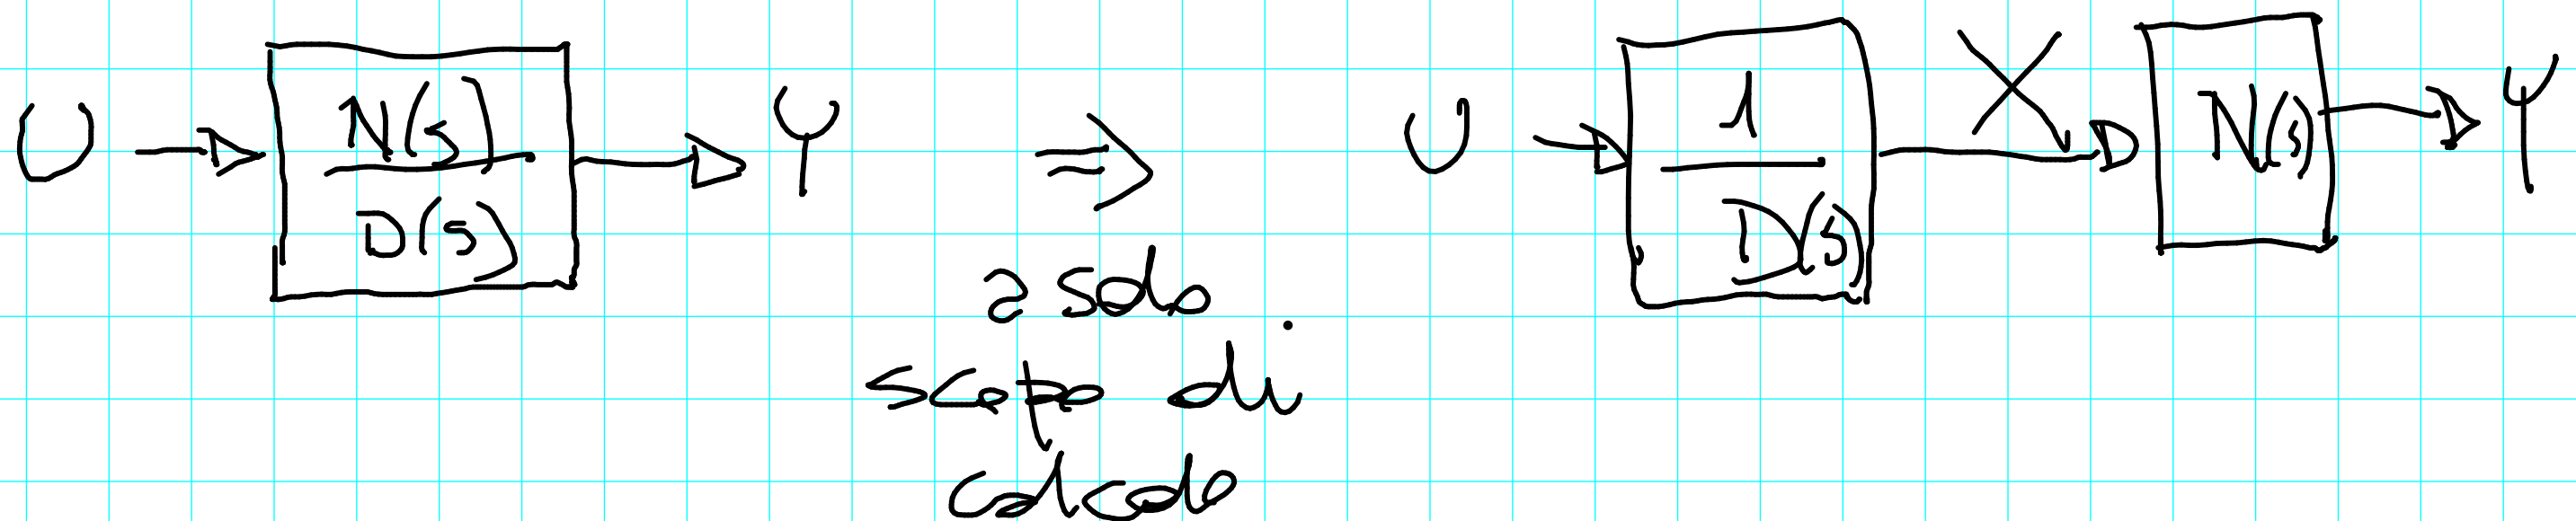 U N(s) Y ⇒ U 1 X N(s) Y
D(s) D(s)
a solo
scopo di
calcolo